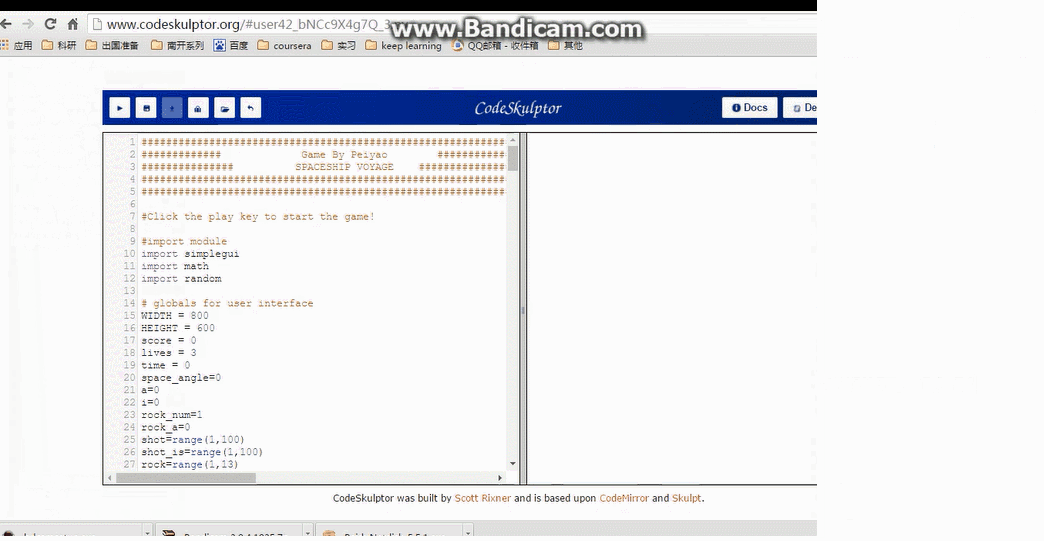 www.codeskulptor.org/#user42_bNCc9X4g7Q_3
www.Bandicam.com
应用 科研 出国准备 南开系列 百度 coursera 实习 keep learning QQ邮箱 - 收件箱 其他
CodeSkulptor Docs De
1 ###########################################################
2 ############# Game By Peiyao ###########
3 ############### SPACESHIP VOYAGE ##############
4 ###########################################################
5 ###########################################################
6
7 #Click the play key to start the game!
8
9 #import module
10 import simplegui
11 import math
12 import random
13
14 # globals for user interface
15 WIDTH = 800
16 HEIGHT = 600
17 score = 0
18 lives = 3
19 time = 0
20 space_angle=0
21 a=0
22 i=0
23 rock_num=1
24 rock_a=0
25 shot=range(1,100)
26 shot_is=range(1,100)
27 rock=range(1,13)
CodeSkulptor was built by Scott Rixner and is based upon CodeMirror and Skulpt.